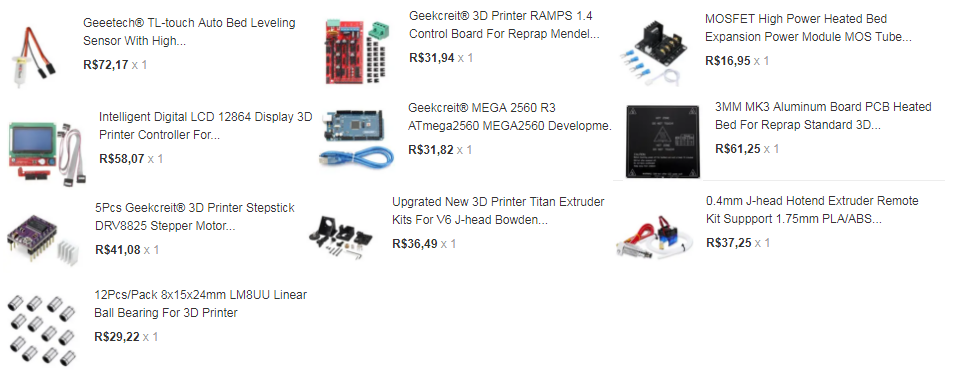 Geeetech® TL-touch Auto Bed Leveling
Sensor With High...
R$72,17 x 1
Geekcreit® 3D Printer RAMPS 1.4
Control Board For Reprap Mendel...
R$31,94 x 1
MOSFET High Power Heated Bed
Expansion Power Module MOS Tube...
R$16,95 x 1
Intelligent Digital LCD 12864 Display 3D
Printer Controller For...
R$58,07 x 1
Geekcreit® MEGA 2560 R3
ATmega2560 MEGA2560 Developme..
R$31,82 x 1
3MM MK3 Aluminum Board PCB Heated
Bed For Reprap Standard 3D...
R$61,25 x 1
5Pcs Geekcreit® 3D Printer Stepstick
DRV8825 Stepper Motor...
R$41,08 x 1
Upgrated New 3D Printer Titan Extruder
Kits For V6 J-head Bowden...
R$36,49 x 1
0.4mm J-head Hotend Extruder Remote
Kit Suppport 1.75mm PLA/ABS...
R$37,25 x 1
12Pcs/Pack 8x15x24mm LM8UU Linear
Ball Bearing For 3D Printer
R$29,22 x 1